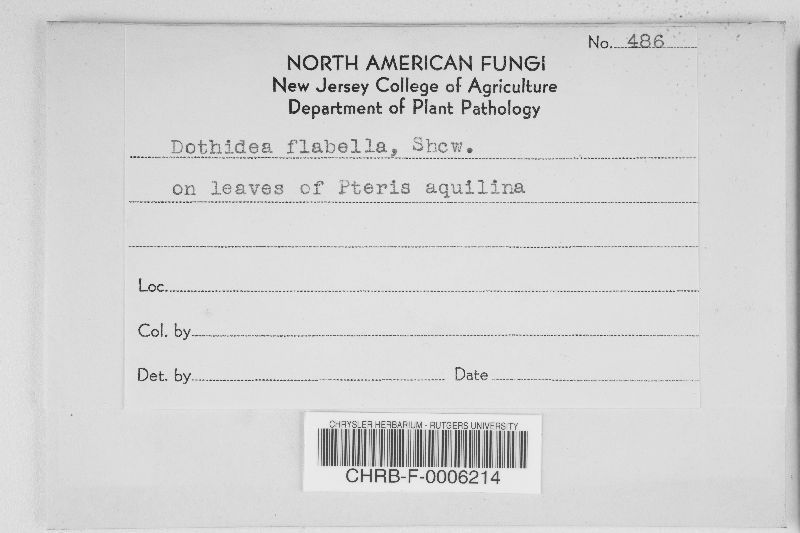 No. 486
NORTH AMERICAN FUNGI
New Jersey College of Agriculture
Department of Plant Pathology
Dothidea flabella, Shcw.
on leaves of Pteris aquilina
Loc.
Col. by
Det. by Date
CHRYSLER HERBARIUM - RUTGERS UNIVERSITY
CHRB-F-0006214